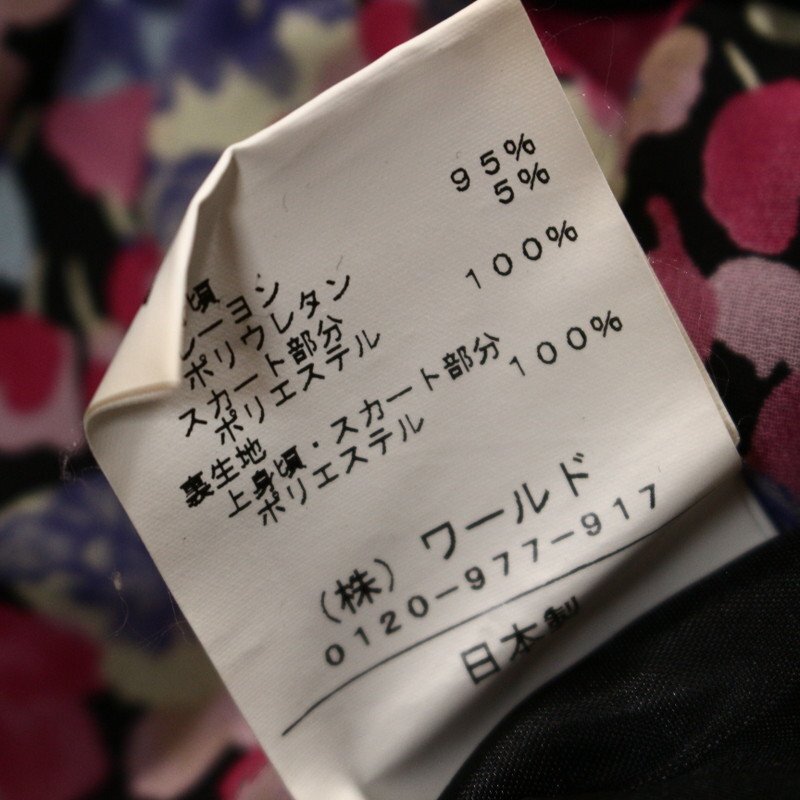 頃
レーヨン 95%
ポリウレタン 5%
スカート部分
ポリエステル 100%
裏生地
上身頃・スカート部分
ポリエステル 100%
(株) ワールド
0120-977-917
日本製